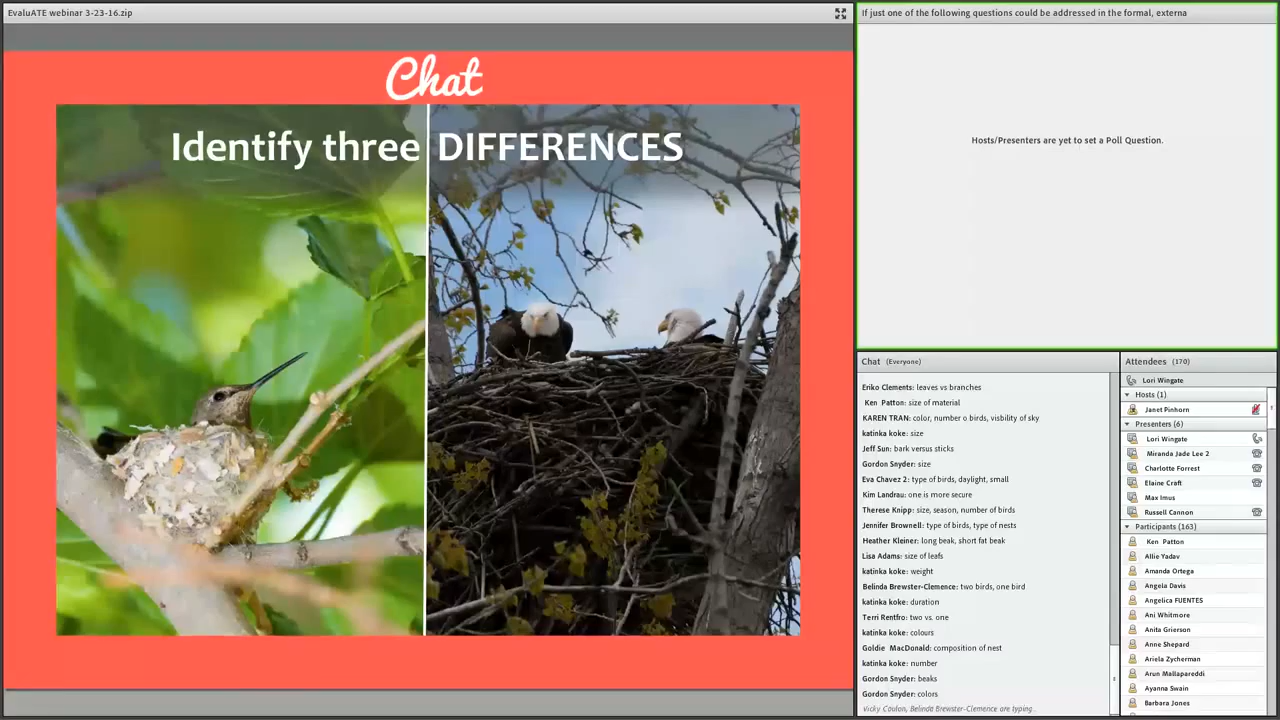 EvaluATE webinar 3-23-16.zip
Chat
Identify three DIFFERENCES
If just one of the following questions could be addressed in the formal, externa
Hosts/Presenters are yet to set a Poll Question.
Chat (Everyone)
Eriko Clements: leaves vs branches
Ken Patton: size of material
KAREN TRAN: color, number o birds, visbility of sky
katinka koke: size
Jeff Sun: bark versus sticks
Gordon Snyder: size
Eva Chavez 2: type of birds, daylight, small
Kim Landrau: one is more secure
Therese Knipp: size, season, number of birds
Jennifer Brownell: type of birds, type of nests
Heather Kleiner: long beak, short fat beak
Lisa Adams: size of leafs
katinka koke: weight
Belinda Brewster-Clemence: two birds, one bird
katinka koke: duration
Terri Rentfro: two vs. one
katinka koke: colours
Goldie MacDonald: composition of nest
katinka koke: number
Gordon Snyder: beaks
Gordon Snyder: colors
Vicky Coulon, Belinda Brewster-Clemence are typing...
Attendees (170)
Lori Wingate
Hosts (1)
Janet Pinhorn
Presenters (6)
Lori Wingate
Miranda Jade Lee 2
Charlotte Forrest
Elaine Craft
Max Imus
Russell Cannon
Participants (163)
Ken Patton
Allie Yadav
Amanda Ortega
Angela Davis
Angelica FUENTES
Ani Whitmore
Anita Grierson
Anne Shepard
Ariela Zycherman
Arun Mallapareddi
Ayanna Swain
Barbara Jones